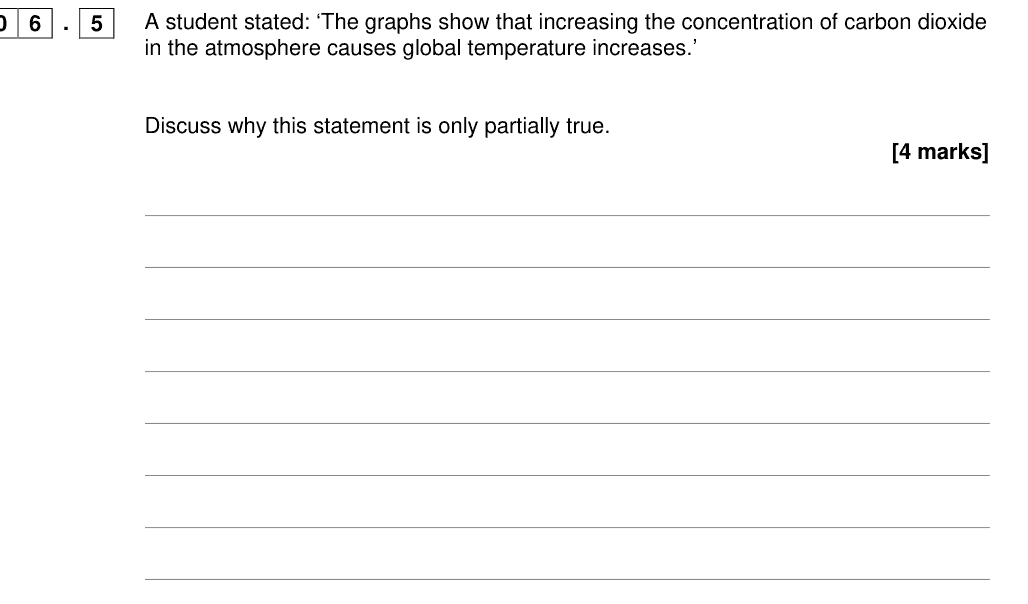 0 6 . 5 A student stated: ‘The graphs show that increasing the concentration of carbon dioxide
in the atmosphere causes global temperature increases.’
Discuss why this statement is only partially true.
[4 marks]